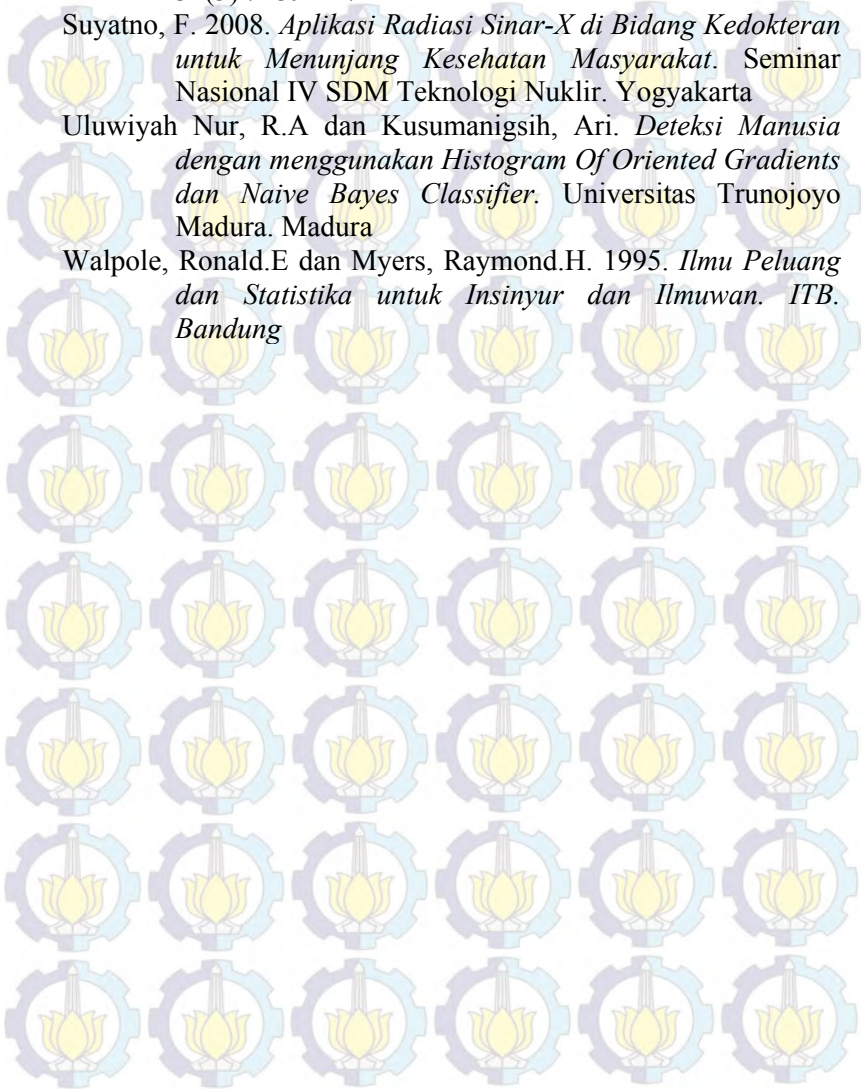 Suyatno, F. 2008. Aplikasi Radiasi Sinar-X di Bidang Kedokteran
untuk Menunjang Kesehatan Masyarakat. Seminar
Nasional IV SDM Teknologi Nuklir. Yogyakarta
Uluwiyah Nur, R.A dan Kusumanigsih, Ari. Deteksi Manusia
dengan menggunakan Histogram Of Oriented Gradients
dan Naive Bayes Classifier. Universitas Trunojoyo
Madura. Madura
Walpole, Ronald.E dan Myers, Raymond.H. 1995. Ilmu Peluang
dan Statistika untuk Insinyur dan Ilmuwan. ITB.
Bandung